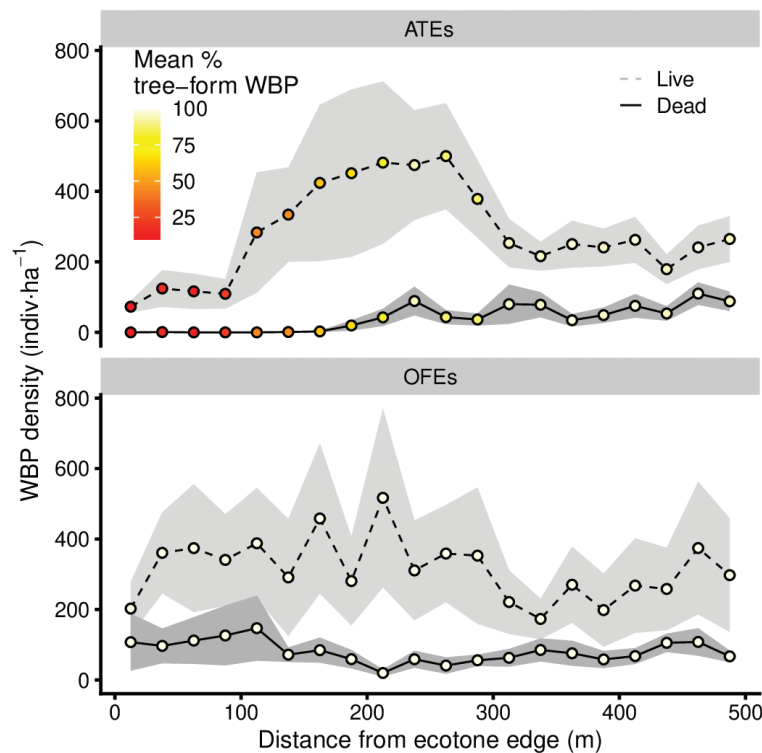 ATEs
800
600
400
200
0
Mean %
tree−form WBP
100
75
50
25
Live
Dead
WBP density (indiv·ha⁻¹)
OFEs
800
600
400
200
0
0 100 200 300 400 500
Distance from ecotone edge (m)